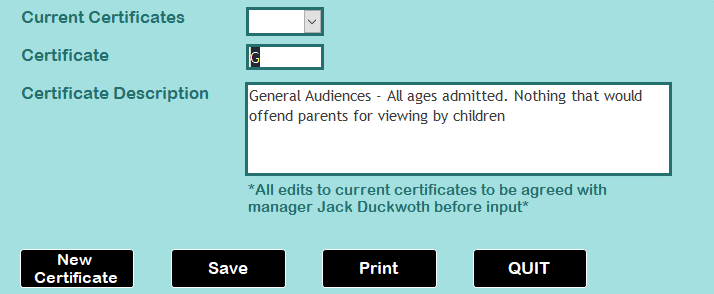 Current Certificates
Certificate
G
Certificate Description
General Audiences - All ages admitted. Nothing that would
offend parents for viewing by children
*All edits to current certificates to be agreed with
manager Jack Duckwoth before input*
New
Certificate
Save
Print
QUIT